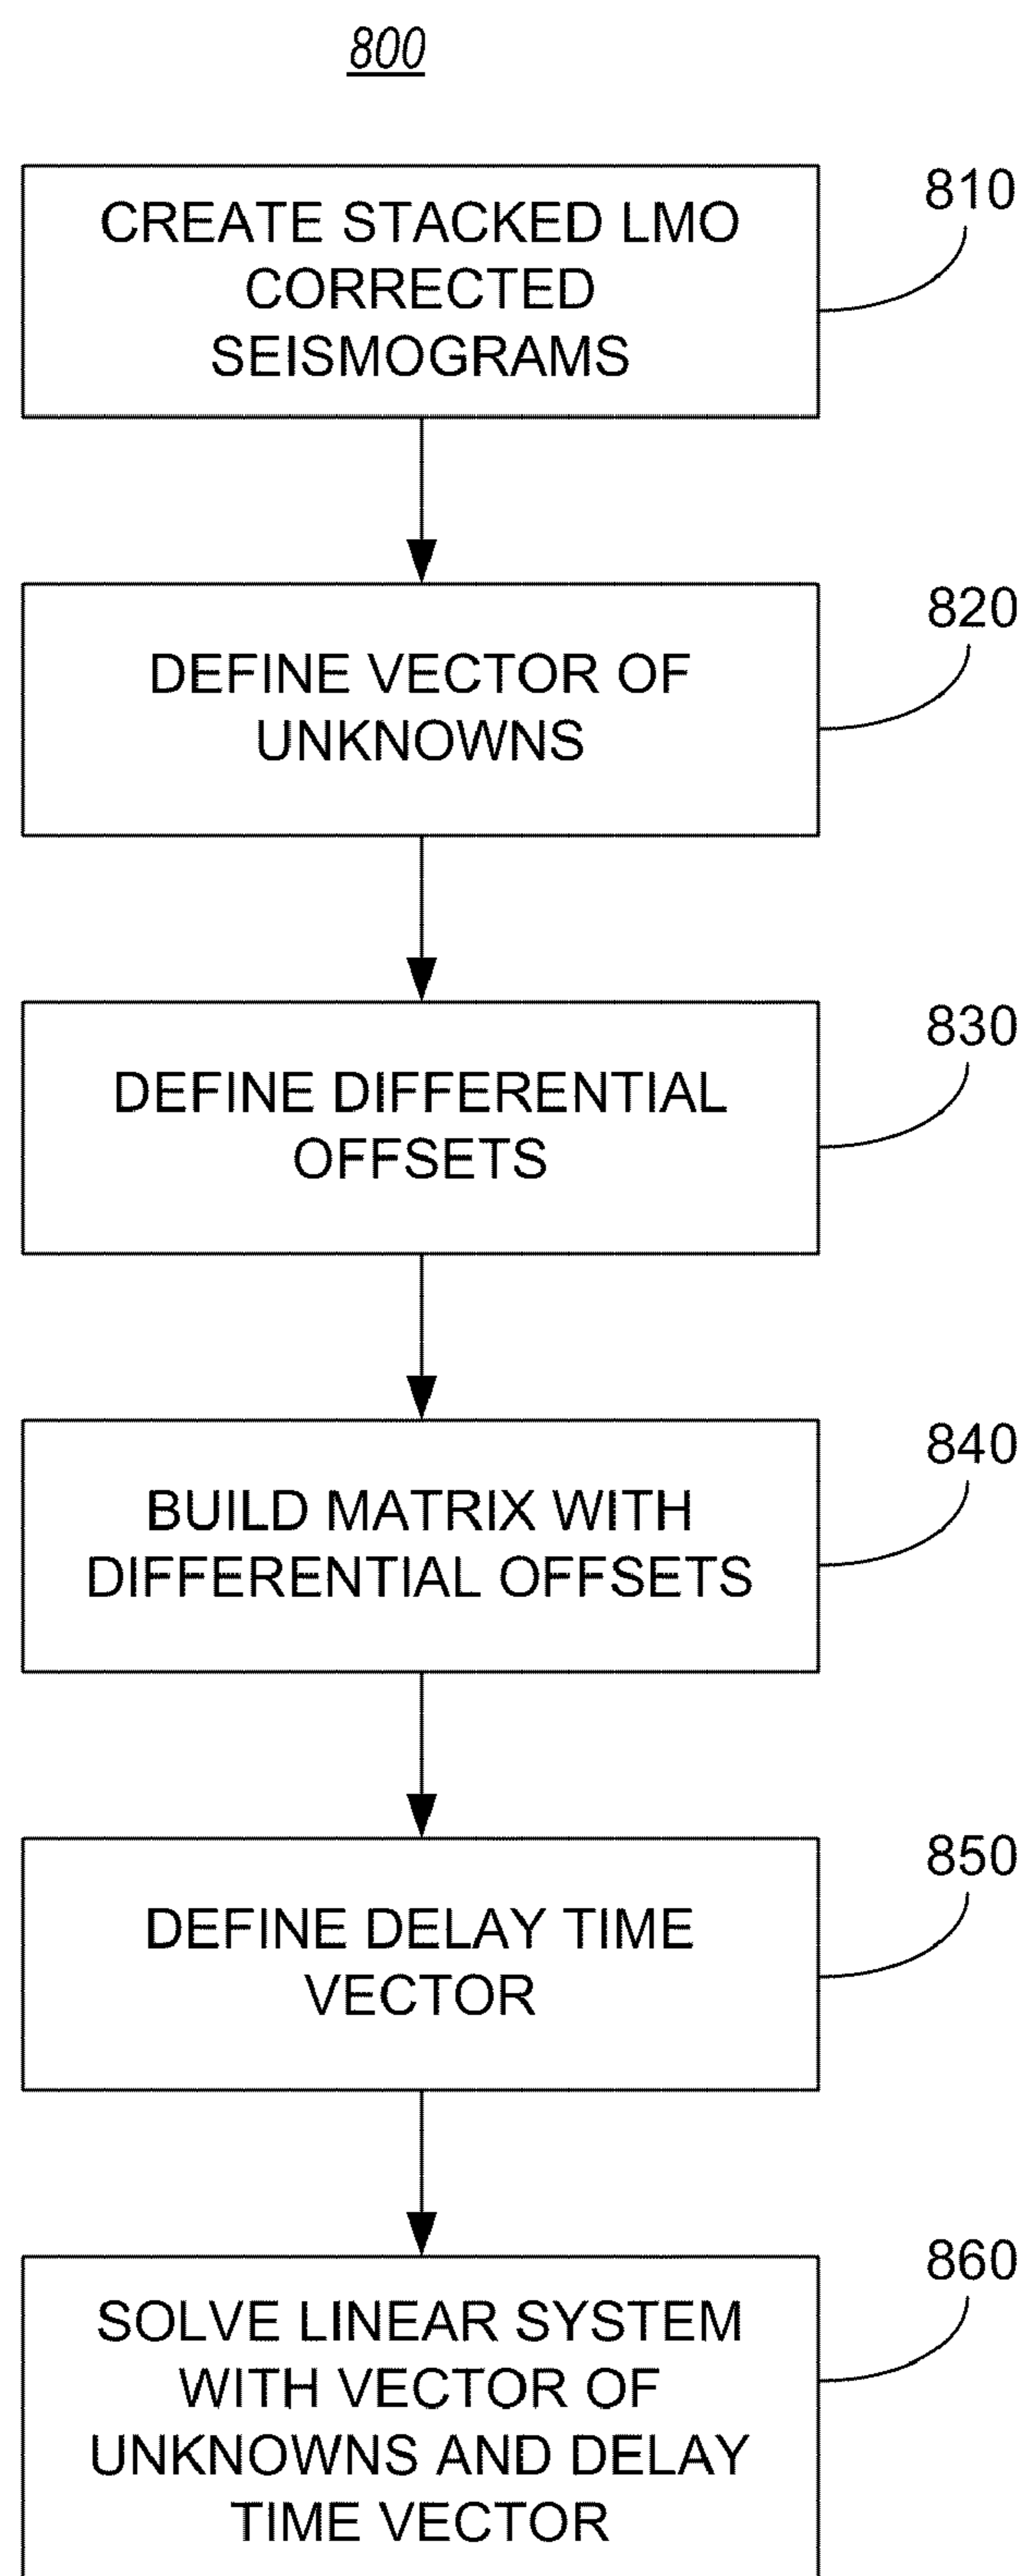 800
CREATE STACKED LMO
CORRECTED
SEISMOGRAMS
810
DEFINE VECTOR OF
UNKNOWNS
820
DEFINE DIFFERENTIAL
OFFSETS
830
BUILD MATRIX WITH
DIFFERENTIAL OFFSETS
840
DEFINE DELAY TIME
VECTOR
850
SOLVE LINEAR SYSTEM
WITH VECTOR OF
UNKNOWNS AND DELAY
TIME VECTOR
860